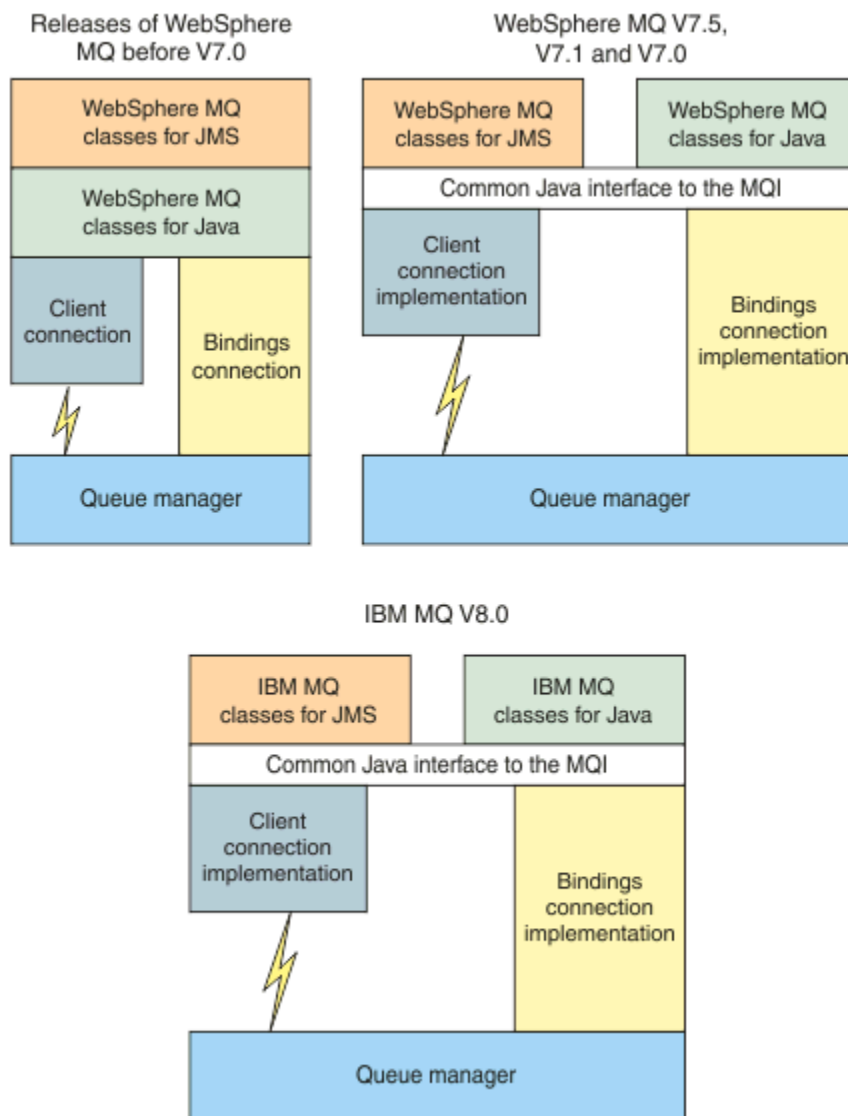 Releases of WebSphere
MQ before V7.0
WebSphere MQ
classes for JMS
WebSphere MQ
classes for Java
Client
connection
Bindings
connection
Queue manager
WebSphere MQ V7.5,
V7.1 and V7.0
WebSphere MQ
classes for JMS
WebSphere MQ
classes for Java
Common Java interface to the MQI
Client
connection
implementation
Bindings
connection
implementation
Queue manager
IBM MQ V8.0
IBM MQ
classes for JMS
IBM MQ
classes for Java
Common Java interface to the MQI
Client
connection
implementation
Bindings
connection
implementation
Queue manager